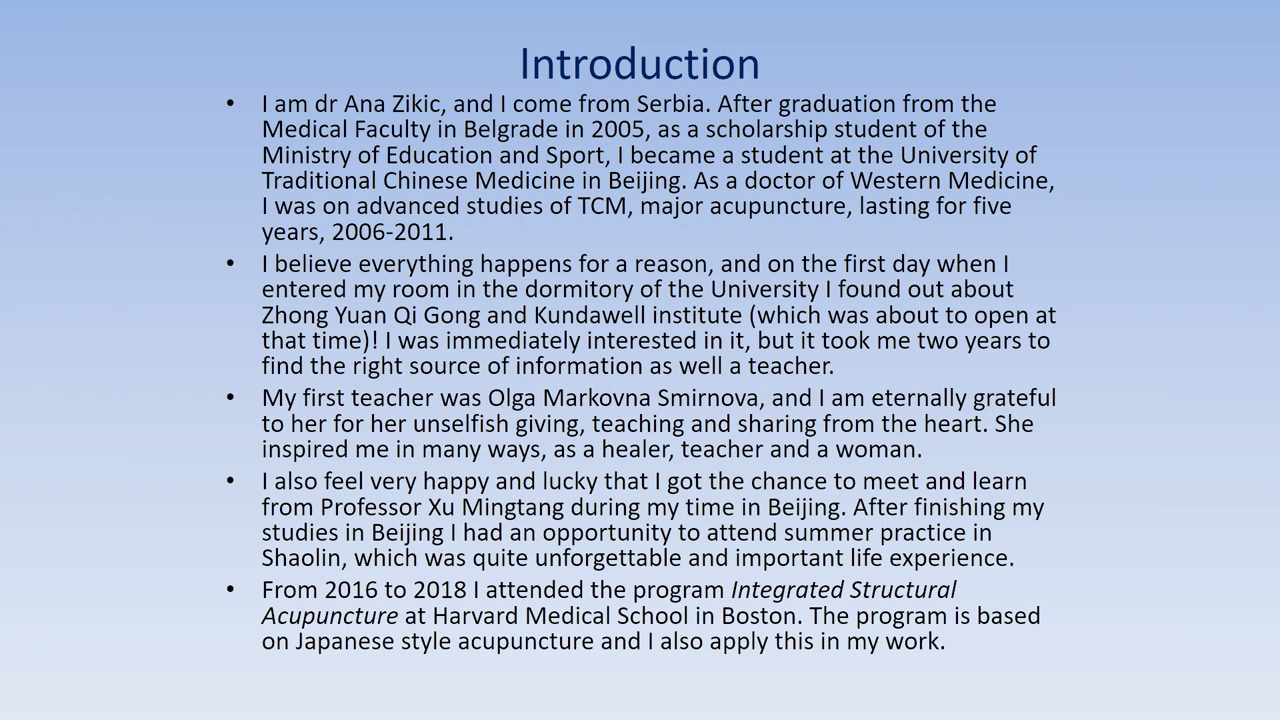 Introduction
• I am dr Ana Zikic, and I come from Serbia. After graduation from the
Medical Faculty in Belgrade in 2005, as a scholarship student of the
Ministry of Education and Sport, I became a student at the University of
Traditional Chinese Medicine in Beijing. As a doctor of Western Medicine,
I was on advanced studies of TCM, major acupuncture, lasting for five
years, 2006-2011.
• I believe everything happens for a reason, and on the first day when I
entered my room in the dormitory of the University I found out about
Zhong Yuan Qi Gong and Kundawell institute (which was about to open at
that time)! I was immediately interested in it, but it took me two years to
find the right source of information as well a teacher.
• My first teacher was Olga Markovna Smirnova, and I am eternally grateful
to her for her unselfish giving, teaching and sharing from the heart. She
inspired me in many ways, as a healer, teacher and a woman.
• I also feel very happy and lucky that I got the chance to meet and learn
from Professor Xu Mingtang during my time in Beijing. After finishing my
studies in Beijing I had an opportunity to attend summer practice in
Shaolin, which was quite unforgettable and important life experience.
• From 2016 to 2018 I attended the program Integrated Structural
Acupuncture at Harvard Medical School in Boston. The program is based
on Japanese style acupuncture and I also apply this in my work.